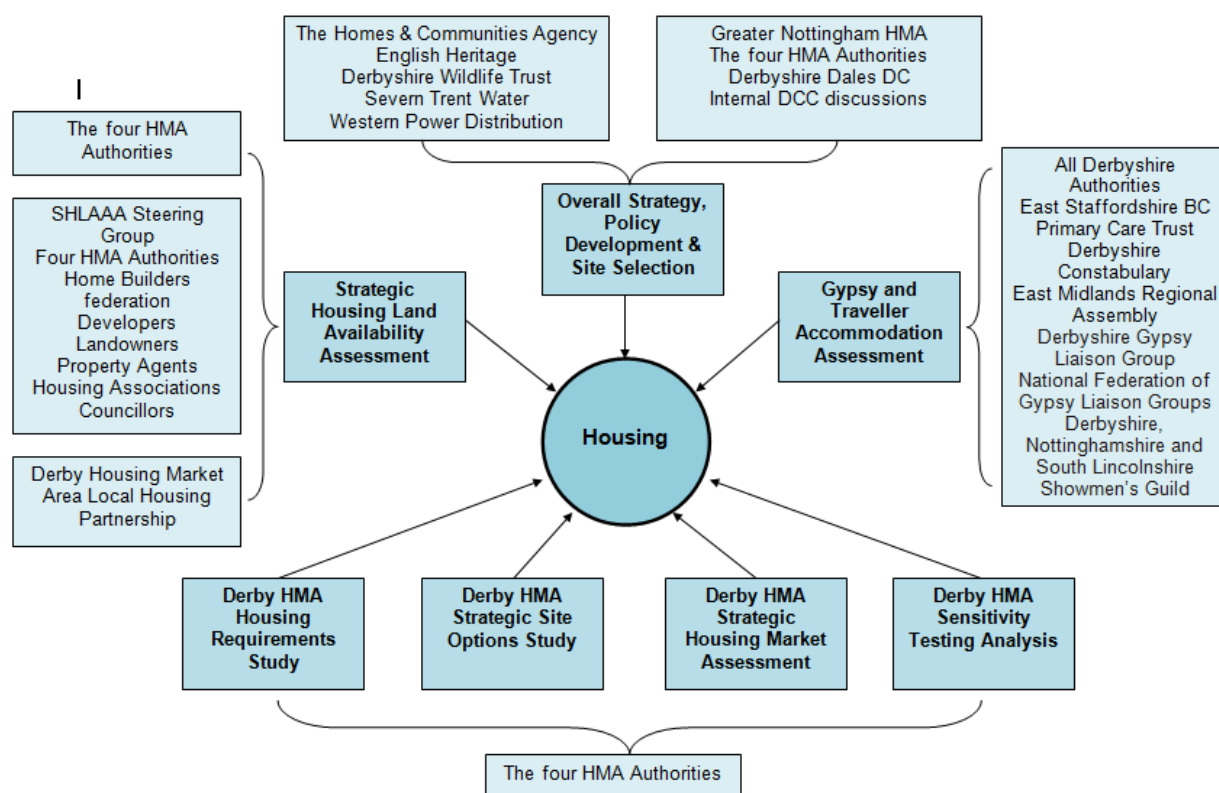 The Homes & Communities Agency
English Heritage
Derbyshire Wildlife Trust
Severn Trent Water
Western Power Distribution
Greater Nottingham HMA
The four HMA Authorities
Derbyshire Dales DC
Internal DCC discussions
The four HMA
Authorities
SHLAAA Steering
Group
Four HMA Authorities
Home Builders
federation
Developers
Landowners
Property Agents
Housing Associations
Councillors
Derby Housing Market
Area Local Housing
Partnership
Strategic
Housing Land
Availability
Assessment
Overall Strategy,
Policy
Development &
Site Selection
Gypsy and
Traveller
Accommodation
Assessment
All Derbyshire
Authorities
East Staffordshire BC
Primary Care Trust
Derbyshire
Constabulary
East Midlands Regional
Assembly
Derbyshire Gypsy
Liaison Group
National Federation of
Gypsy Liaison Groups
Derbyshire,
Nottinghamshire and
South Lincolnshire
Showmen's Guild
Housing
Derby HMA
Housing
Requirements
Study
Derby HMA
Strategic Site
Options Study
Derby HMA
Strategic
Housing Market
Assessment
Derby HMA
Sensitivity
Testing Analysis
The four HMA Authorities